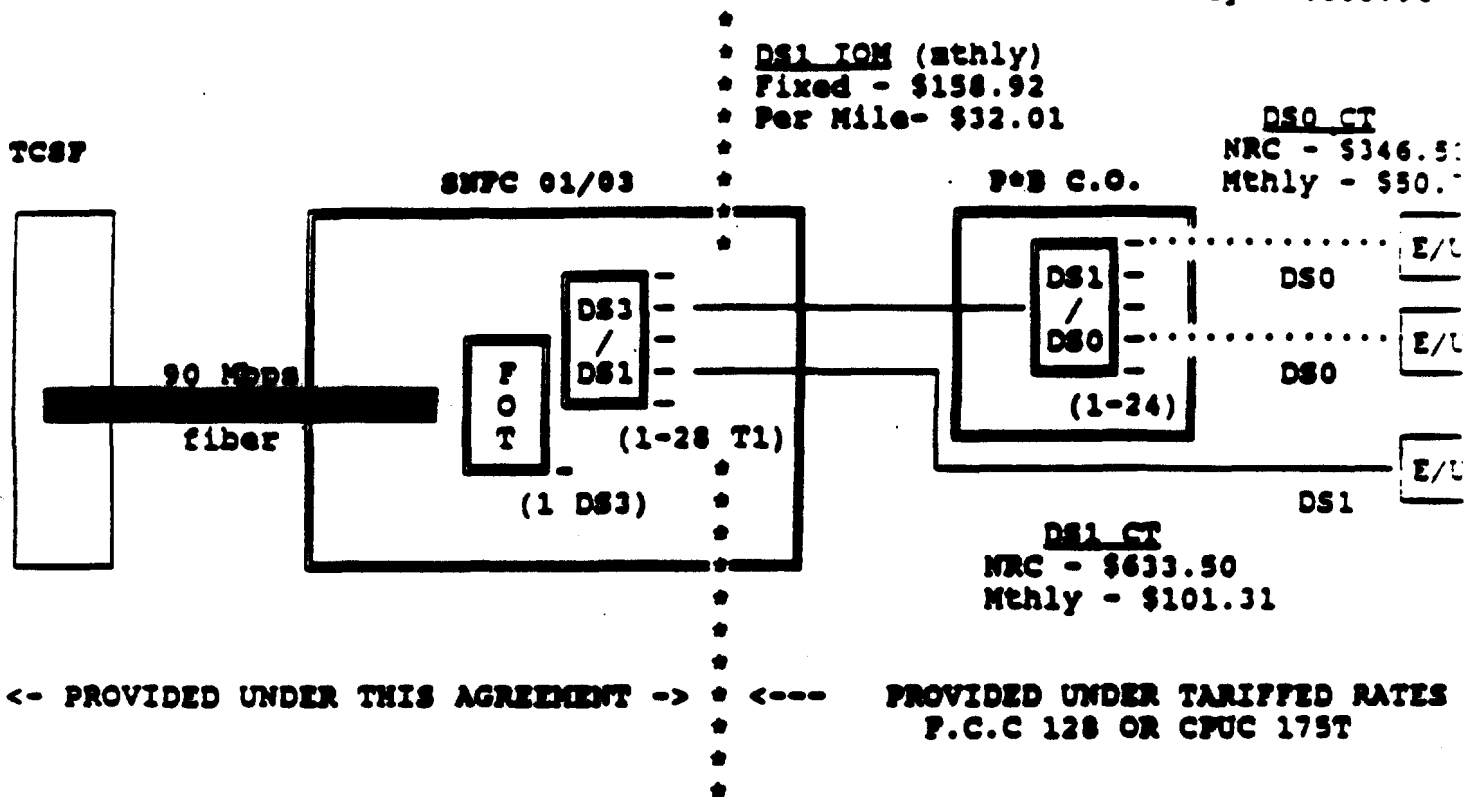 DS1 IOM (mthly)
Fixed - $158.92
Per Mile- $32.01
DS0 CT
NRC - $346.5
Mthly - $50.
TCSF
SNFC 01/03
P*B C.O.
DS3
/
DS1
DS1
/
DS0
E/U
DS0
E/U
DS0
90 Mbps
fiber
F
O
T
(1-28 T1)
(1-24)
(1 DS3)
E/U
DS1
DS1 CT
NRC - $633.50
Mthly - $101.31
<- PROVIDED UNDER THIS AGREEMENT ->
<--- PROVIDED UNDER TARIFFED RATES
F.C.C 128 OR CPUC 175T